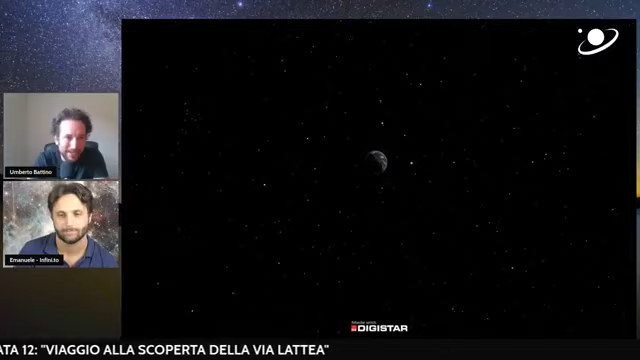 Umberto Battino
Emanuele - Infini.to
DIGISTAR
ATA 12: "VIAGGIO ALLA SCOPERTA DELLA VIA LATTEA"